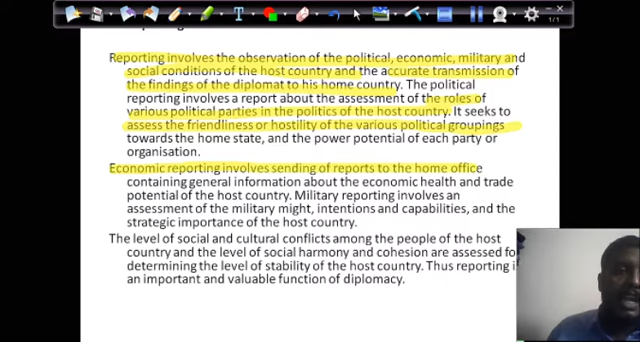 Reporting involves the observation of the political, economic, military and
social conditions of the host country and the accurate transmission of
the findings of the diplomat to his home country. The political
reporting involves a report about the assessment of the roles of
various political parties in the politics of the host country. It seeks to
assess the friendliness or hostility of the various political groupings
towards the home state, and the power potential of each party or
organisation.
Economic reporting involves sending of reports to the home office
containing general information about the economic health and trade
potential of the host country. Military reporting involves an
assessment of the military might, intentions and capabilities, and the
strategic importance of the host country.
The level of social and cultural conflicts among the people of the host
country and the level of social harmony and cohesion are assessed fo
determining the level of stability of the host country. Thus reporting i
an important and valuable function of diplomacy.
1/1